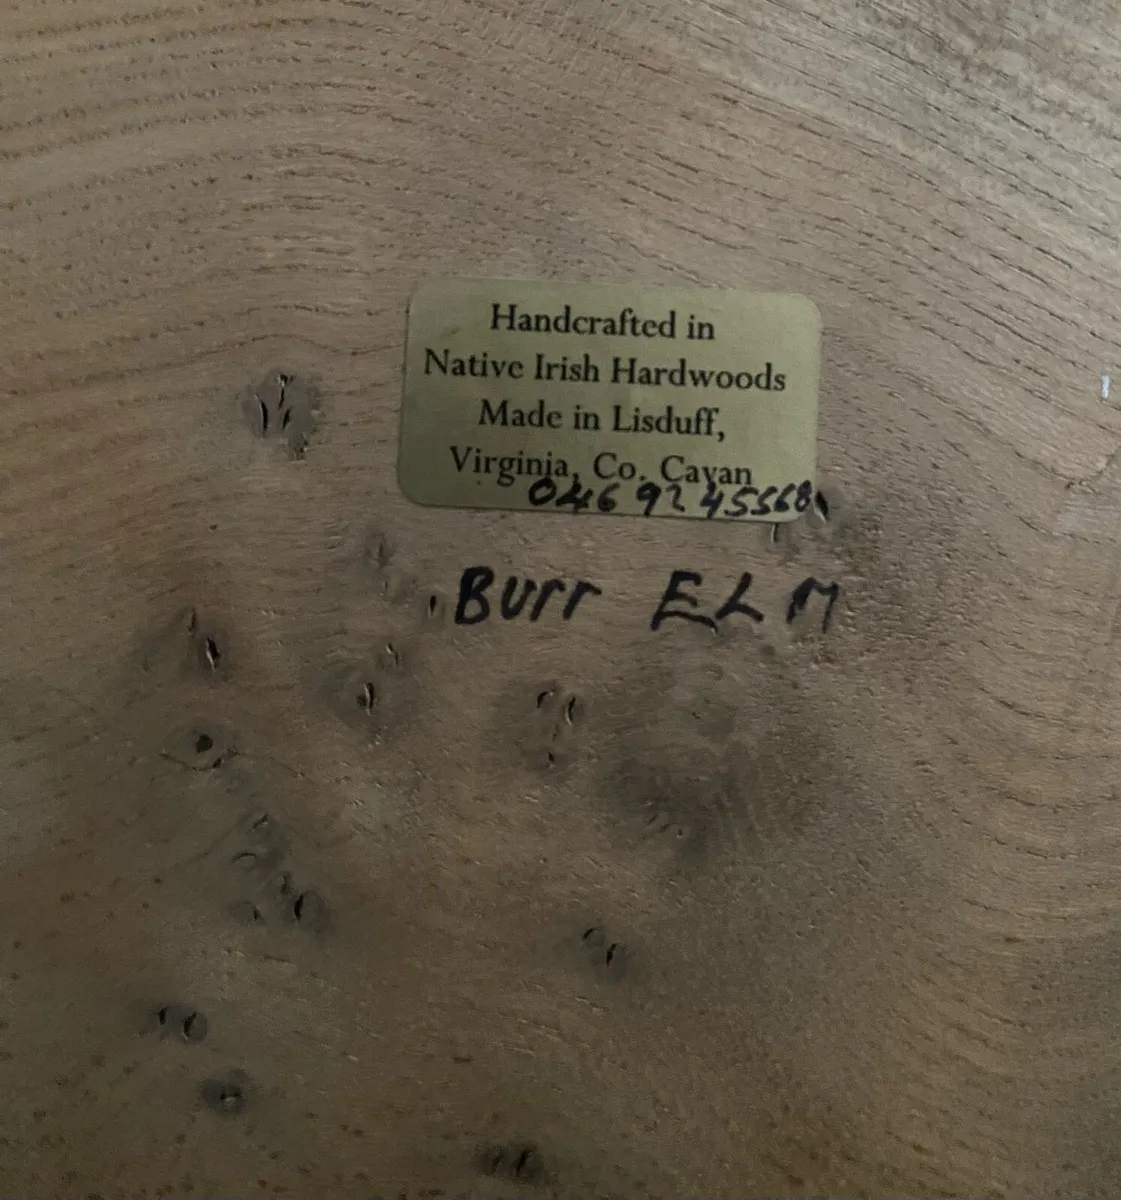 Handcrafted in
Native Irish Hardwoods
Made in Lisduff,
Virginia, Co. Cavan
046 9245568
Burr ELM